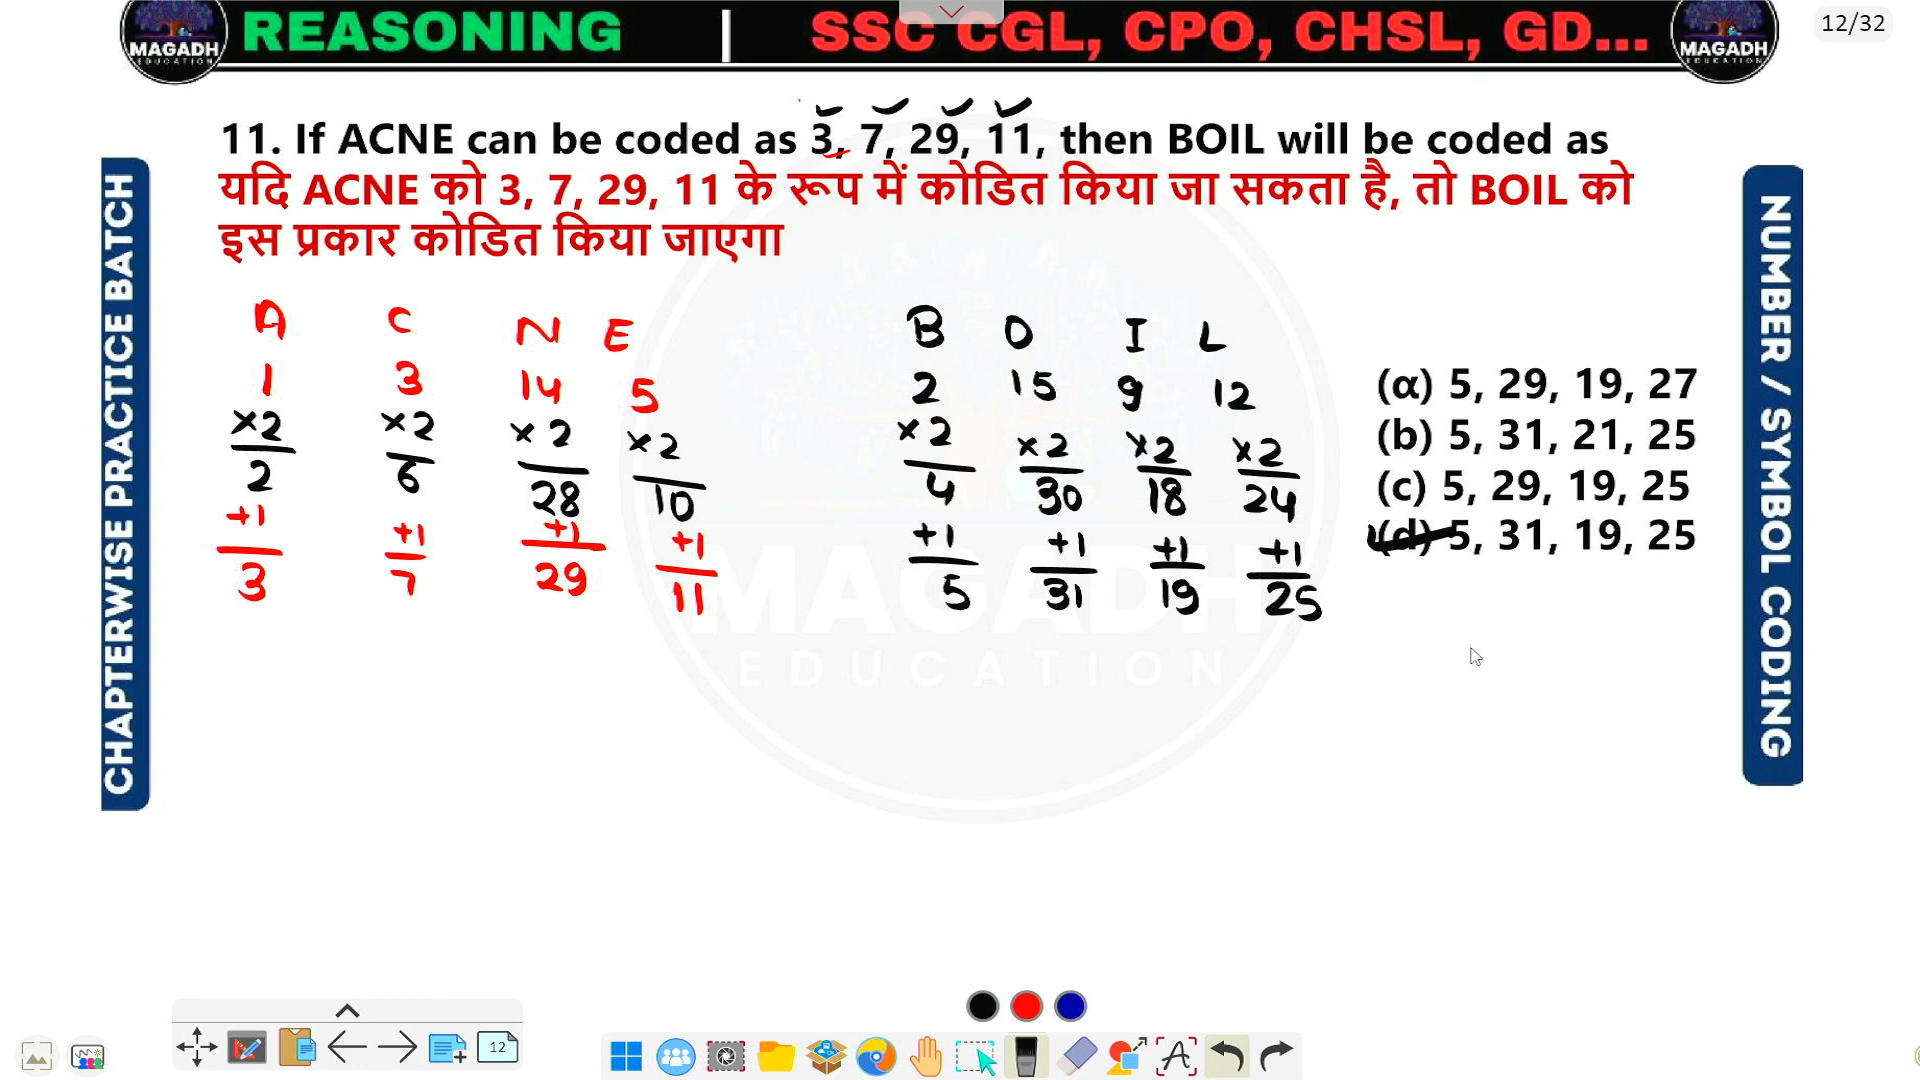 MAGADH EDUCATION REASONING | SSC CGL, CPO, CHSL, GD... MAGADH EDUCATION
12/32
11. If ACNE can be coded as 3, 7, 29, 11, then BOIL will be coded as
यदि ACNE को 3, 7, 29, 11 के रूप में कोडित किया जा सकता है, तो BOIL को
इस प्रकार कोडित किया जाएगा
CHAPTERWISE PRACTICE BATCH
NUMBER / SYMBOL CODING
A C N E B O I L
1 3 14 5 2 15 9 12
×2 ×2 ×2 ×2 ×2 ×2 ×2 ×2
2 6 28 10 4 30 18 24
+1 +1 +1 +1 +1 +1 +1 +1
3 7 29 11 5 31 19 25
(α) 5, 29, 19, 27
(b) 5, 31, 21, 25
(c) 5, 29, 19, 25
(d) 5, 31, 19, 25
MAGADH
EDUCATION
12